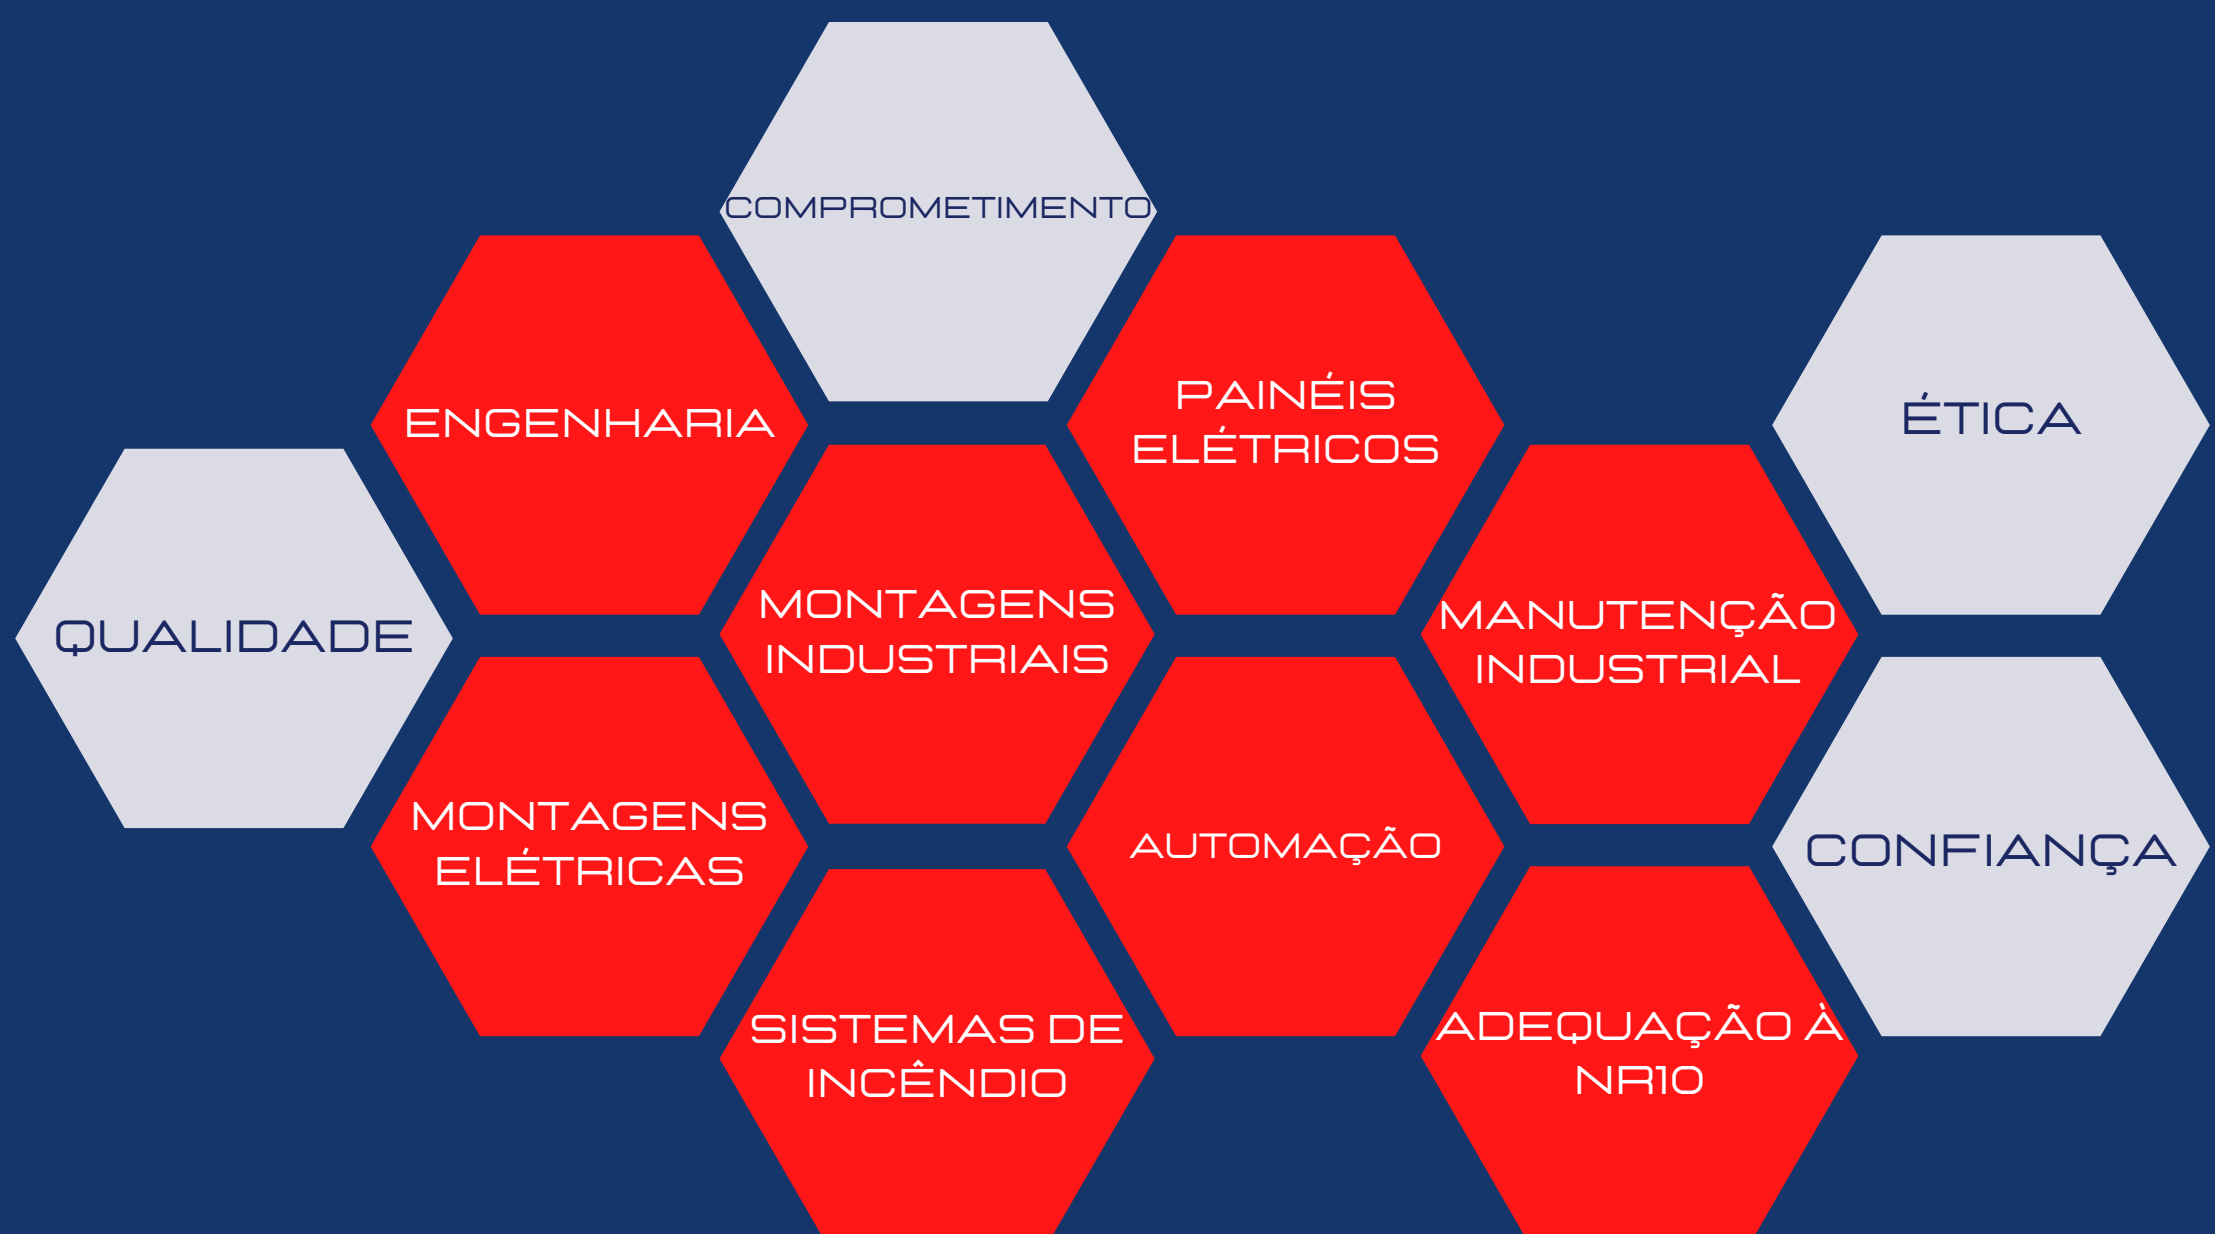 COMPROMETIMENTO
ENGENHARIA
PAINÉIS
ELÉTRICOS
ÉTICA
QUALIDADE
MONTAGENS
INDUSTRIAIS
MANUTENÇÃO
INDUSTRIAL
MONTAGENS
ELÉTRICAS
AUTOMAÇÃO
CONFIANÇA
SISTEMAS DE
INCÊNDIO
ADEQUAÇÃO À
NR10